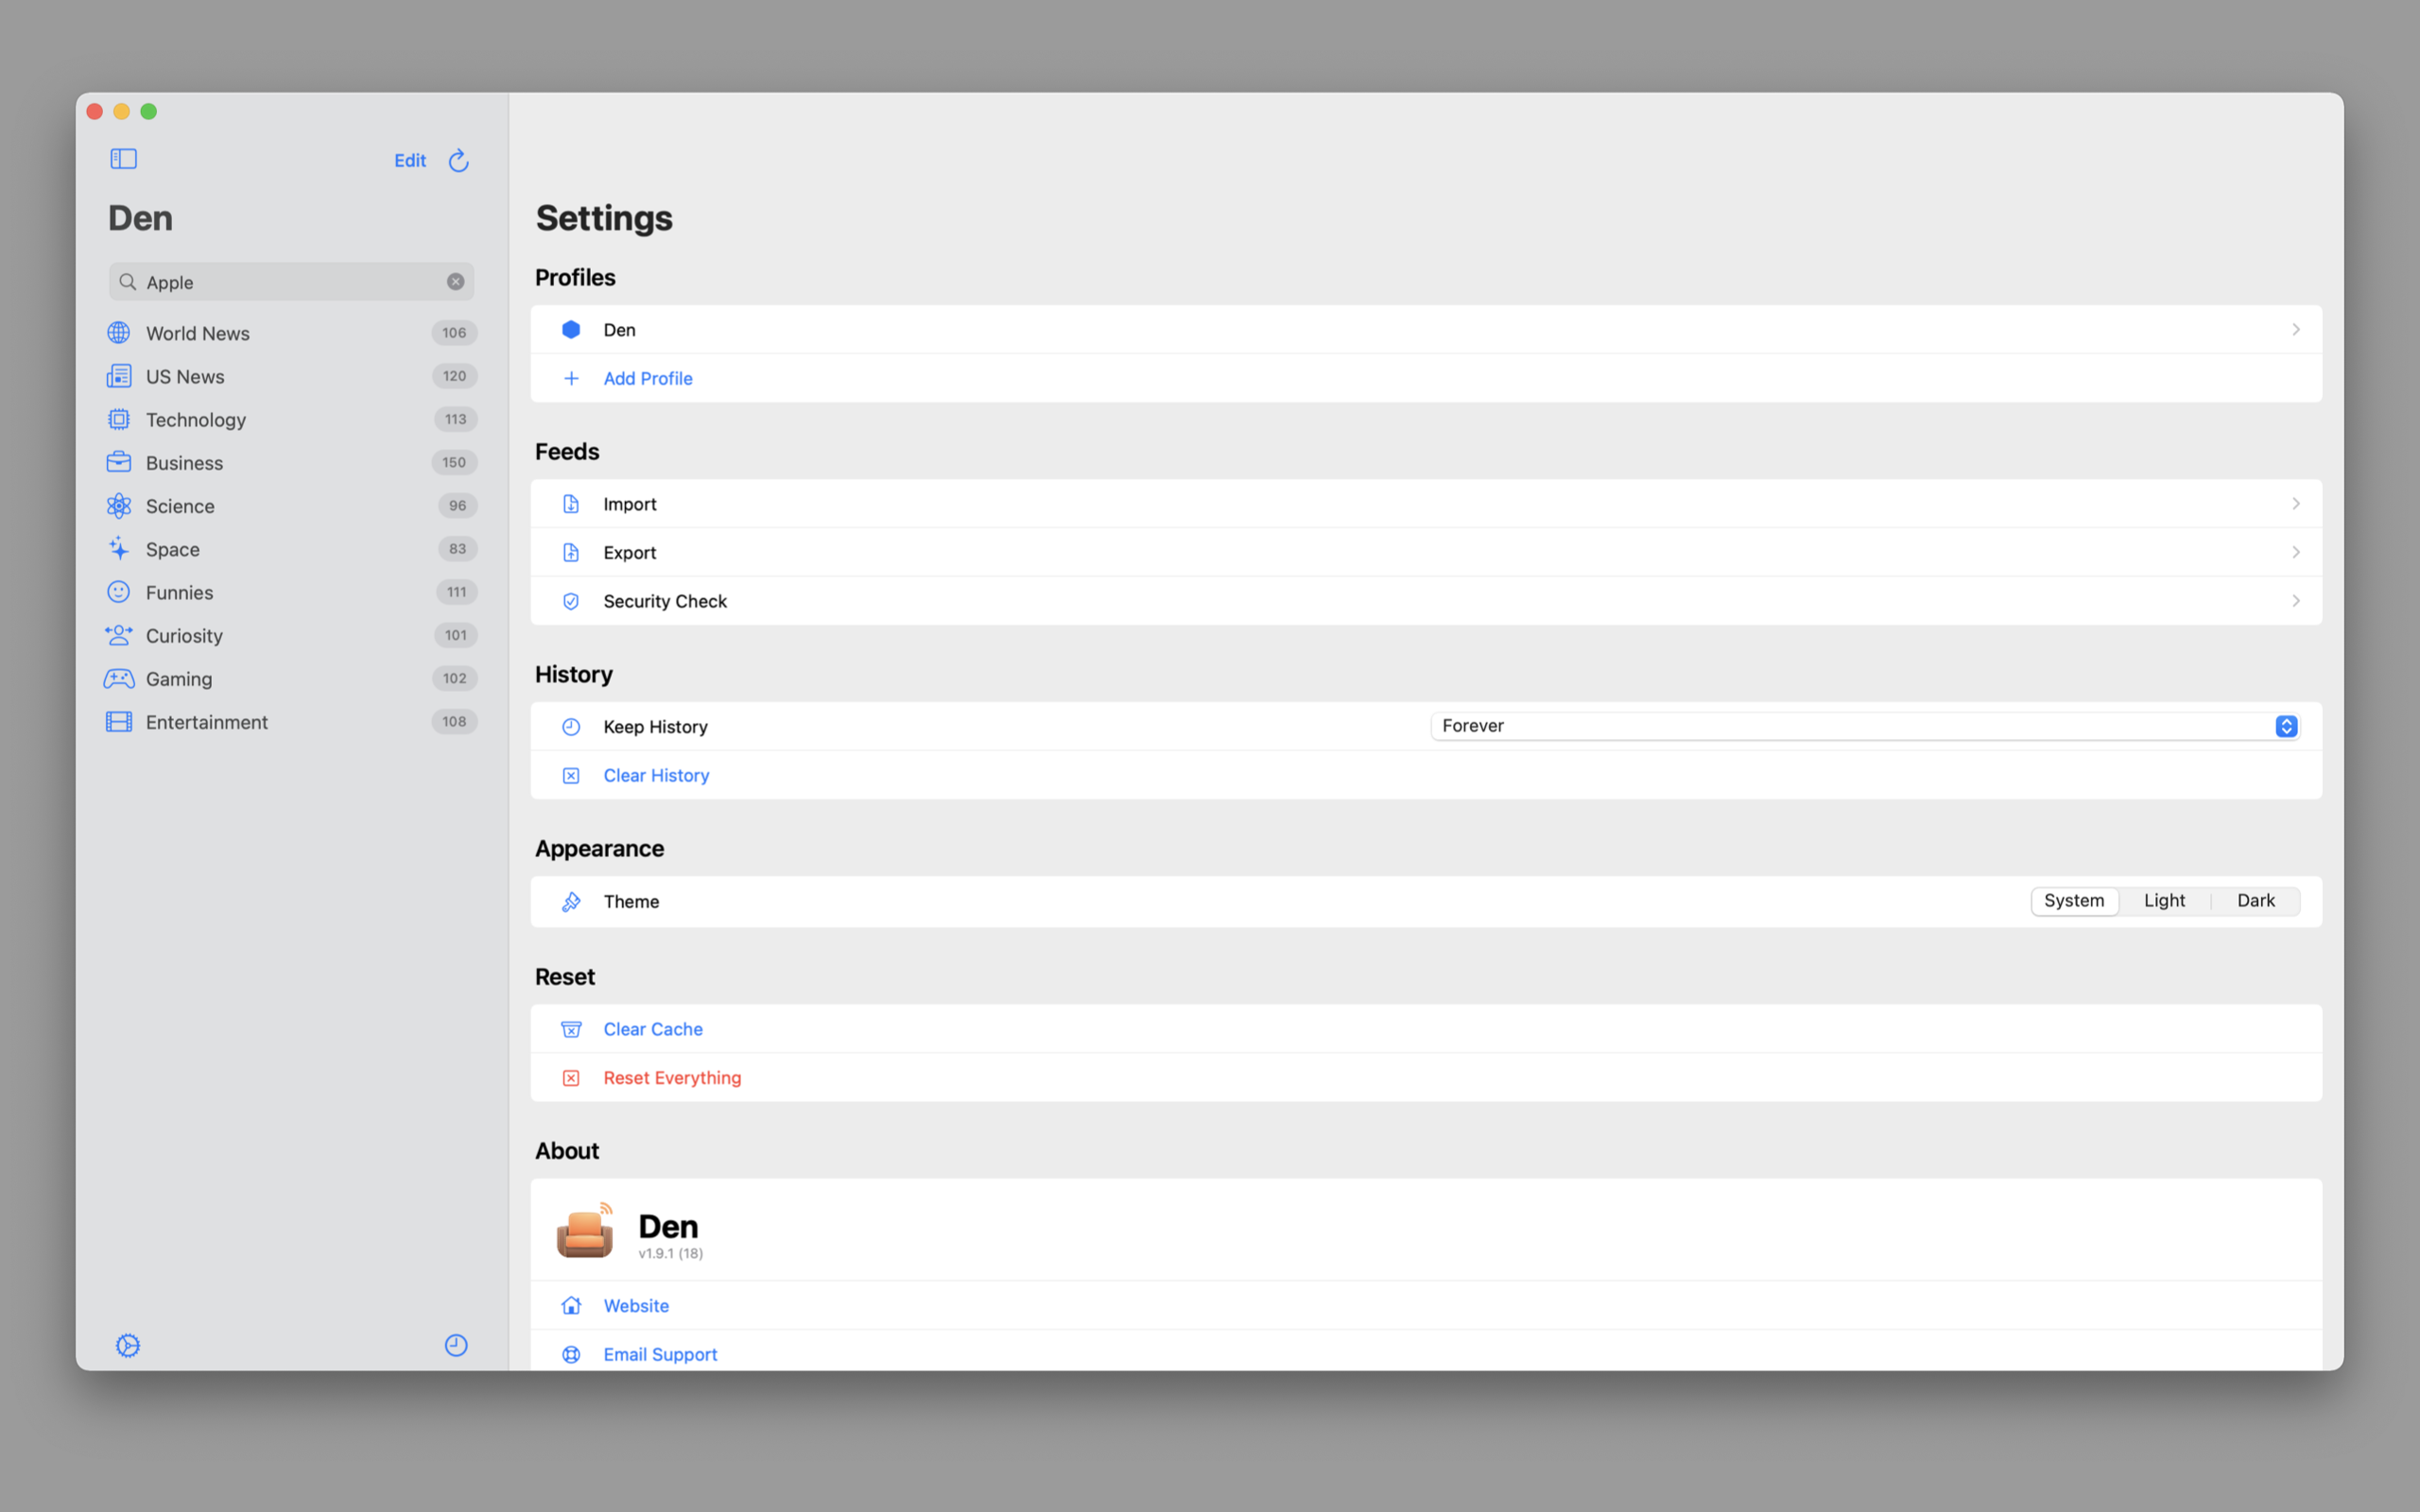 Edit
Den
Apple
World News 106
US News 120
Technology 113
Business 150
Science 96
Space 83
Funnies 111
Curiosity 101
Gaming 102
Entertainment 108
Settings
Profiles
Den
Add Profile
Feeds
Import
Export
Security Check
History
Keep History Forever
Clear History
Appearance
Theme System Light Dark
Reset
Clear Cache
Reset Everything
About
Den
v1.9.1 (18)
Website
Email Support